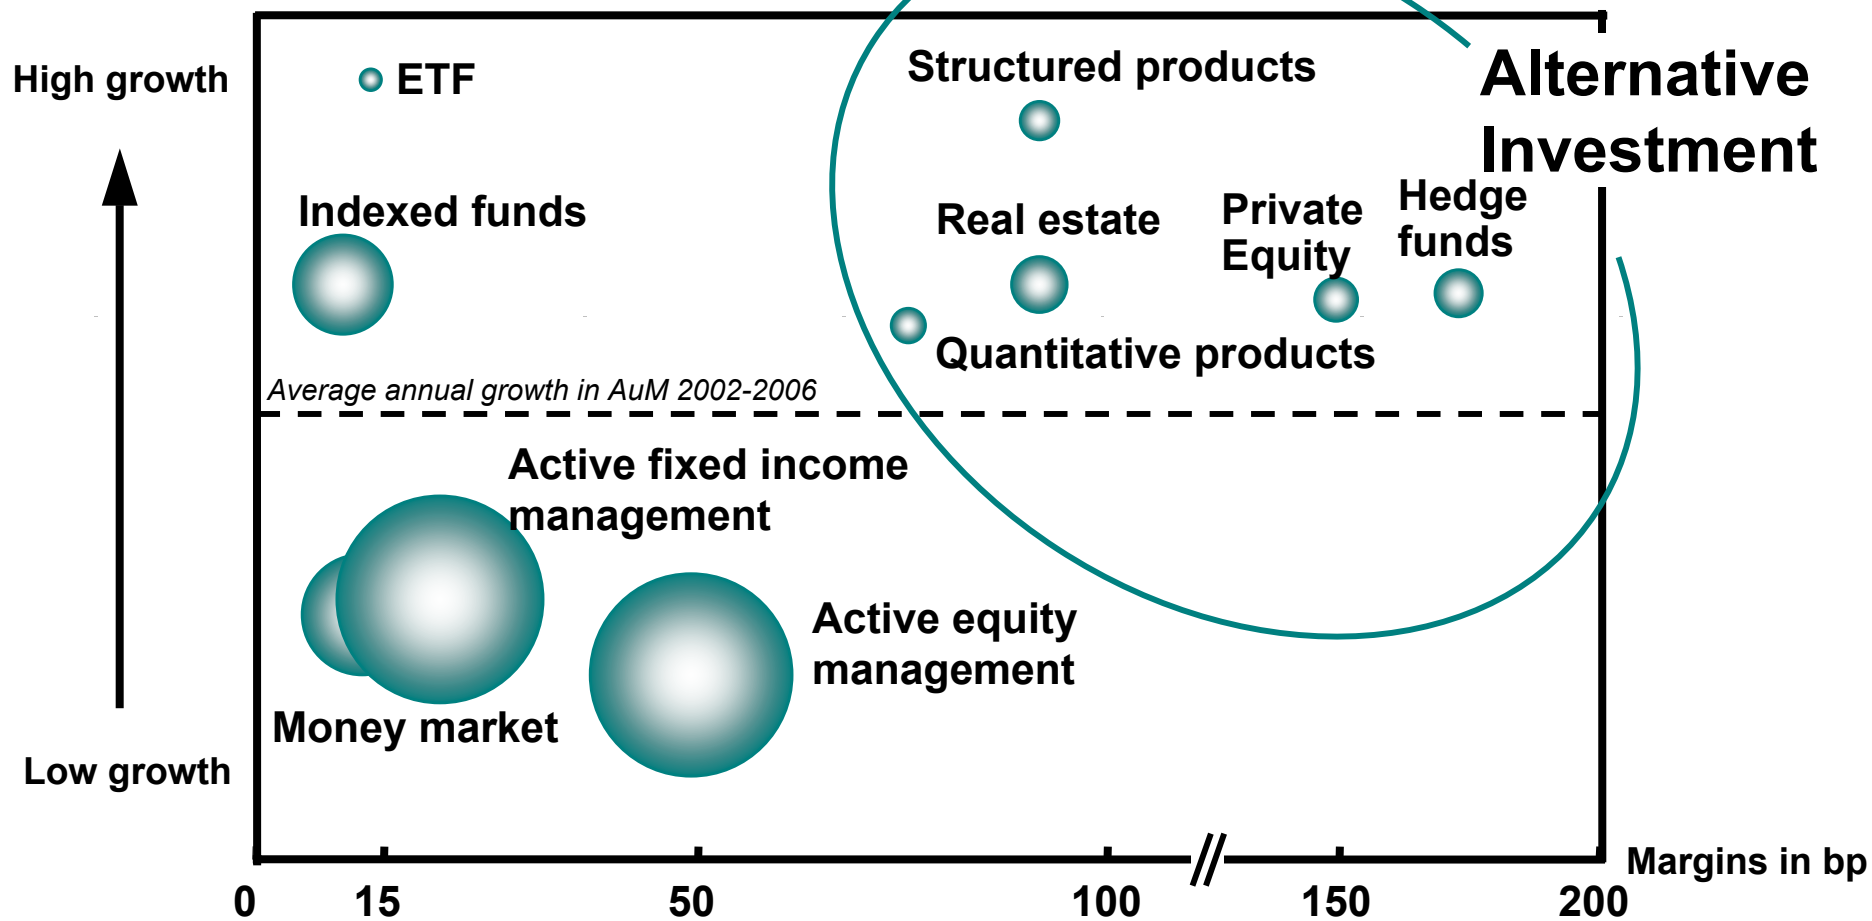 High growth
ETF
Structured products
Alternative
Investment
Indexed funds
Real estate
Private
Equity
Hedge
funds
Quantitative products
Average annual growth in AuM 2002-2006
Active fixed income
management
Active equity
management
Money market
Low growth
Margins in bp
0 15 50 100 150 200